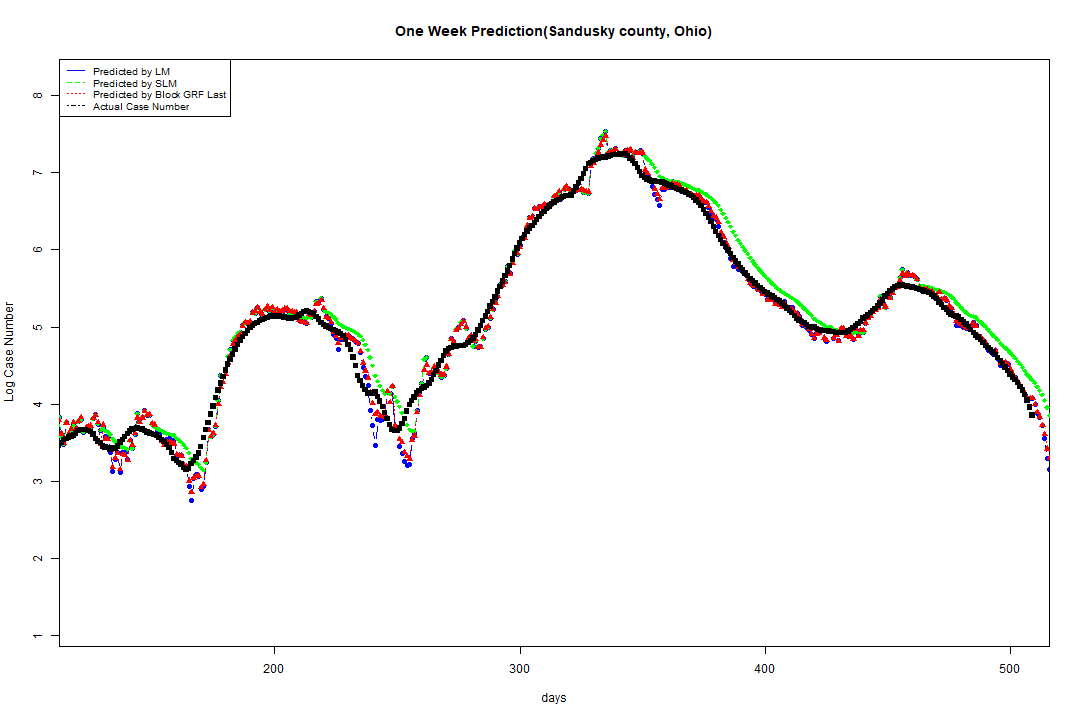 One Week Prediction(Sandusky county, Ohio)
Predicted by LM
Predicted by SLM
Predicted by Block GRF Last
Actual Case Number
8
7
6
5
4
3
2
1
Log Case Number
200
300
400
500
days